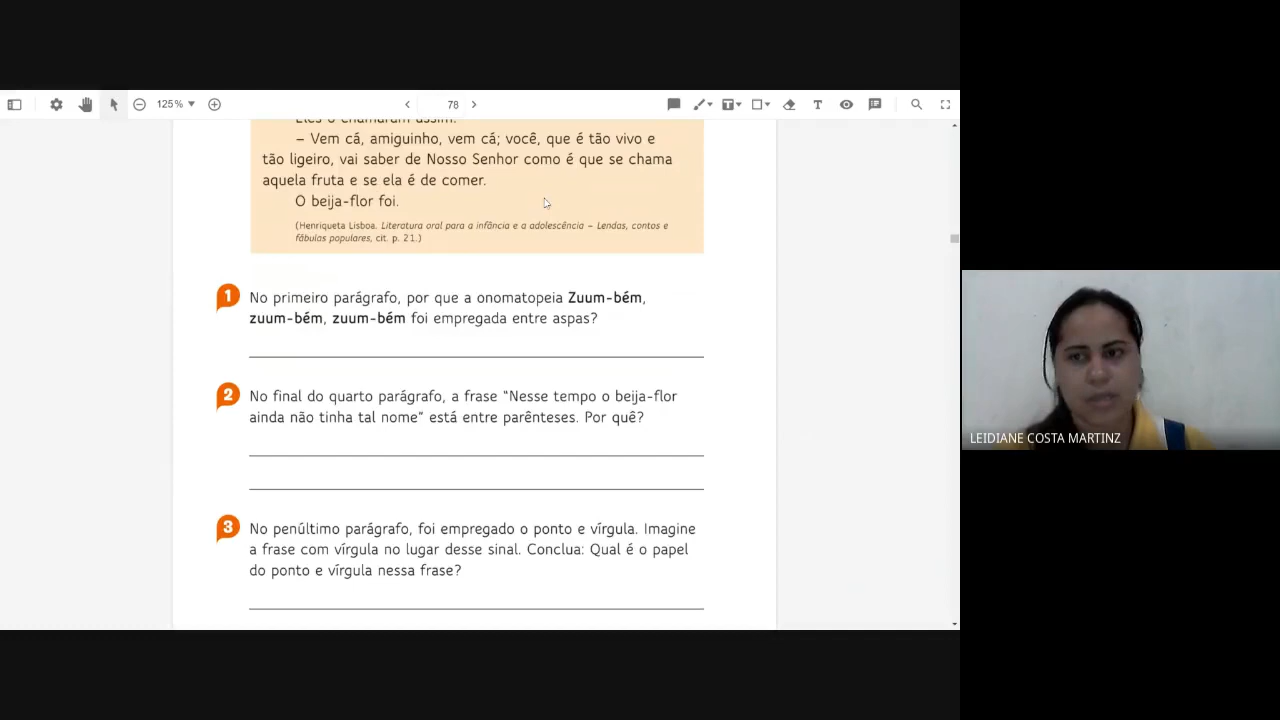 125%
78
T
Eles o chamaram assim:
– Vem cá, amiguinho, vem cá; você, que é tão vivo e
tão ligeiro, vai saber de Nosso Senhor como é que se chama
aquela fruta e se ela é de comer.
O beija-flor foi.
(Henriqueta Lisboa. Literatura oral para a infância e a adolescência – Lendas, contos e
fábulas populares, cit. p. 21.)
1 No primeiro parágrafo, por que a onomatopeia Zuum-bém,
zuum-bém, zuum-bém foi empregada entre aspas?
2 No final do quarto parágrafo, a frase “Nesse tempo o beija-flor
ainda não tinha tal nome” está entre parênteses. Por quê?
3 No penúltimo parágrafo, foi empregado o ponto e vírgula. Imagine
a frase com vírgula no lugar desse sinal. Conclua: Qual é o papel
do ponto e vírgula nessa frase?
LEIDIANE COSTA MARTINZ